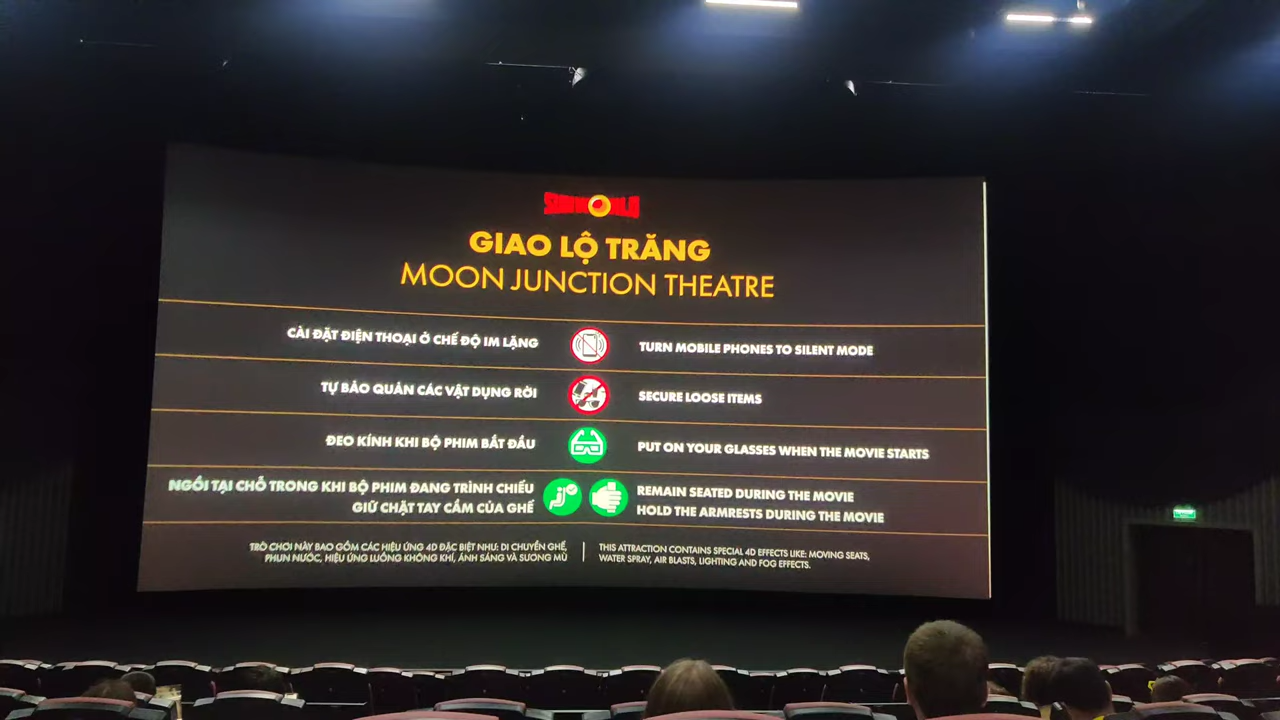 GIAO LỘ TRĂNG
MOON JUNCTION THEATRE
CÀI ĐẶT ĐIỆN THOẠI Ở CHẾ ĐỘ IM LẶNG
TURN MOBILE PHONES TO SILENT MODE
TỰ BẢO QUẢN CÁC VẬT DỤNG RỜI
SECURE LOOSE ITEMS
ĐEO KÍNH KHI BỘ PHIM BẮT ĐẦU
PUT ON YOUR GLASSES WHEN THE MOVIE STARTS
NGỒI TẠI CHỖ TRONG KHI BỘ PHIM ĐANG TRÌNH CHIẾU
GIỮ CHẶT TAY CẦM CỦA GHẾ
REMAIN SEATED DURING THE MOVIE
HOLD THE ARMRESTS DURING THE MOVIE
TRÒ CHƠI NÀY BAO GỒM CÁC HIỆU ỨNG 4D ĐẶC BIỆT NHƯ: DI CHUYỂN GHẾ,
PHUN NƯỚC, HIỆU ỨNG LUỒNG KHÔNG KHÍ, ÁNH SÁNG VÀ SƯƠNG MÙ
THIS ATTRACTION CONTAINS SPECIAL 4D EFFECTS LIKE: MOVING SEATS,
WATER SPRAY, AIR BLASTS, LIGHTING AND FOG EFFECTS.